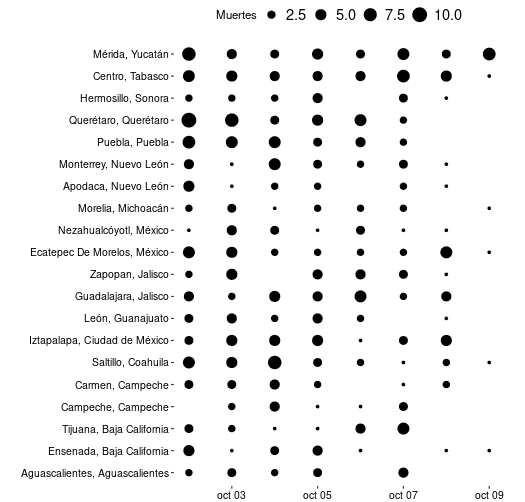 Muertes 2.5 5.0 7.5 10.0
Mérida, Yucatán
Centro, Tabasco
Hermosillo, Sonora
Querétaro, Querétaro
Puebla, Puebla
Monterrey, Nuevo León
Apodaca, Nuevo León
Morelia, Michoacán
Nezahualcóyotl, México
Ecatepec De Morelos, México
Zapopan, Jalisco
Guadalajara, Jalisco
León, Guanajuato
Iztapalapa, Ciudad de México
Saltillo, Coahuila
Carmen, Campeche
Campeche, Campeche
Tijuana, Baja California
Ensenada, Baja California
Aguascalientes, Aguascalientes
oct 03 oct 05 oct 07 oct 09